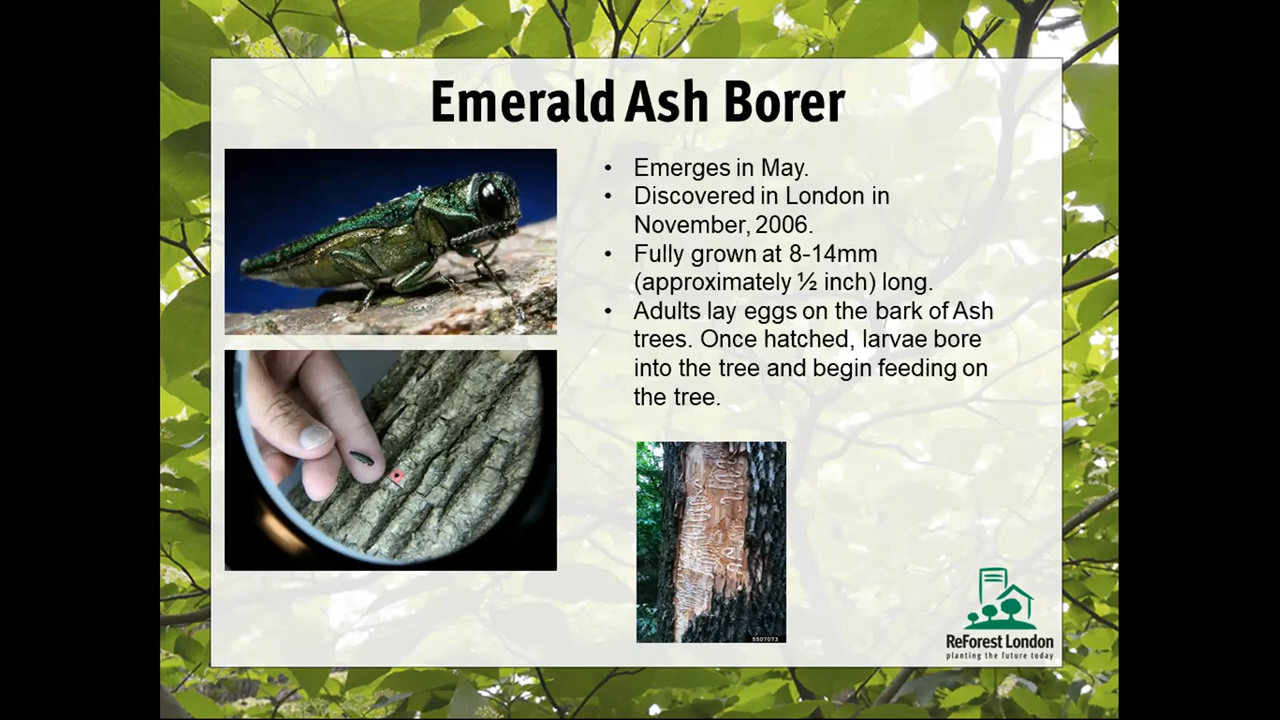 Emerald Ash Borer
• Emerges in May.
• Discovered in London in
November, 2006.
• Fully grown at 8-14mm
(approximately ½ inch) long.
• Adults lay eggs on the bark of Ash
trees. Once hatched, larvae bore
into the tree and begin feeding on
the tree.
5507073
ReForest London
planting the future today